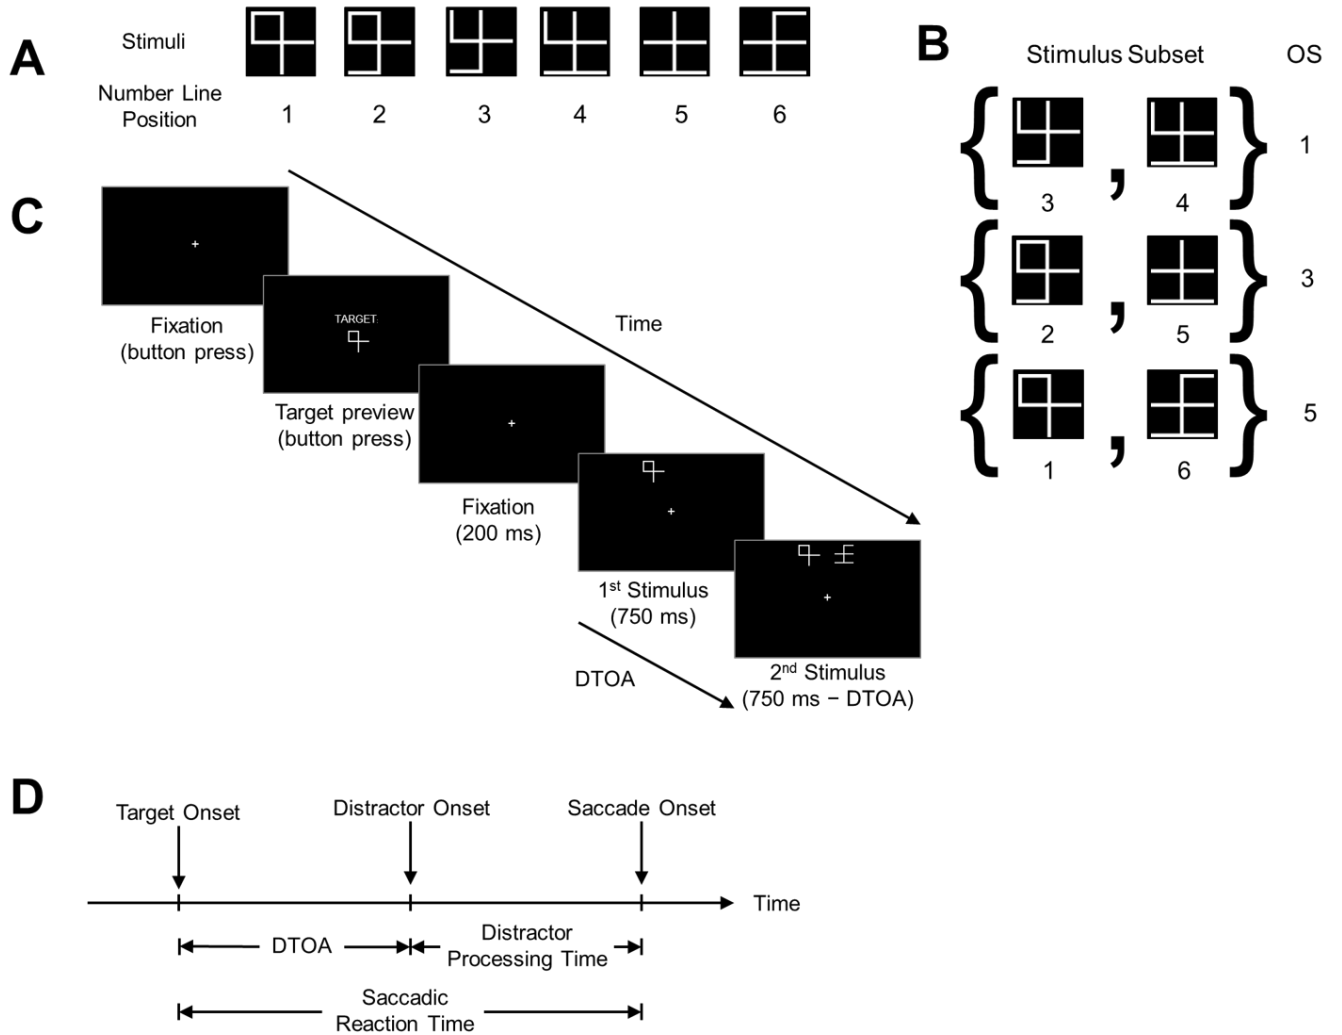 A
Stimuli
Number Line
Position
1 2 3 4 5 6
B
Stimulus Subset OS
{ , } 1
3 4
{ , } 3
2 5
{ , } 5
1 6
C
Time
Fixation
(button press)
TARGET:
Target preview
(button press)
Fixation
(200 ms)
1st Stimulus
(750 ms)
DTOA
2nd Stimulus
(750 ms − DTOA)
D
Target Onset Distractor Onset Saccade Onset
Time
DTOA
Distractor
Processing Time
Saccadic
Reaction Time